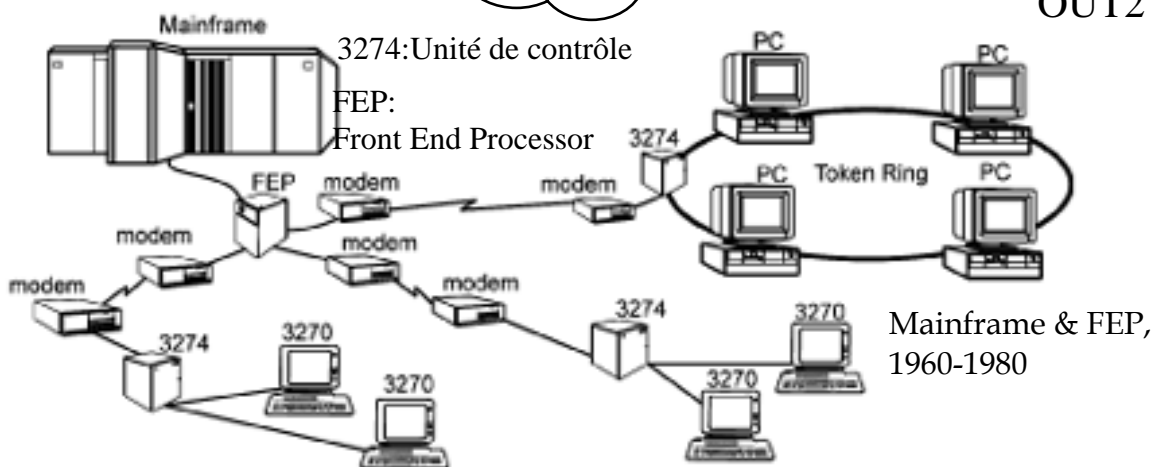 OUT2
Mainframe
3274:Unité de contrôle
FEP:
Front End Processor
PC
PC
3274
FEP
modem
modem
PC
Token Ring
PC
modem
modem
modem
modem
3274
3270
3274
3270
3270
3270
Mainframe & FEP,
1960-1980